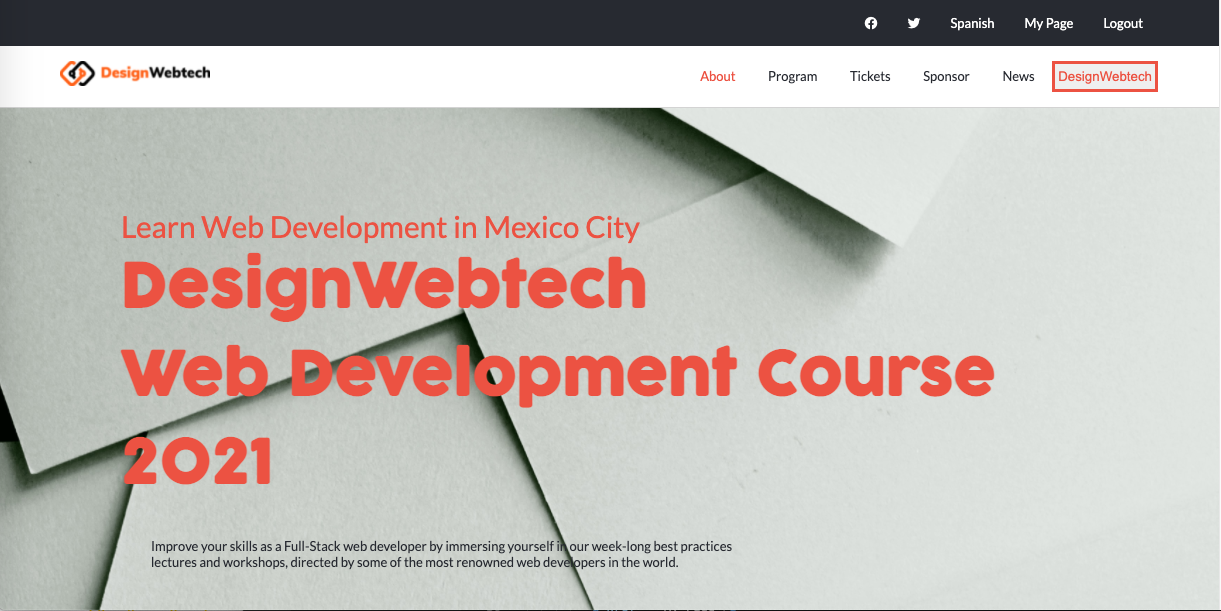 Spanish My Page Logout
DesignWebtech
About Program Tickets Sponsor News DesignWebtech
Learn Web Development in Mexico City
DesignWebtech
Web Development Course
2021
Improve your skills as a Full-Stack web developer by immersing yourself in our week-long best practices
lectures and workshops, directed by some of the most renowned web developers in the world.